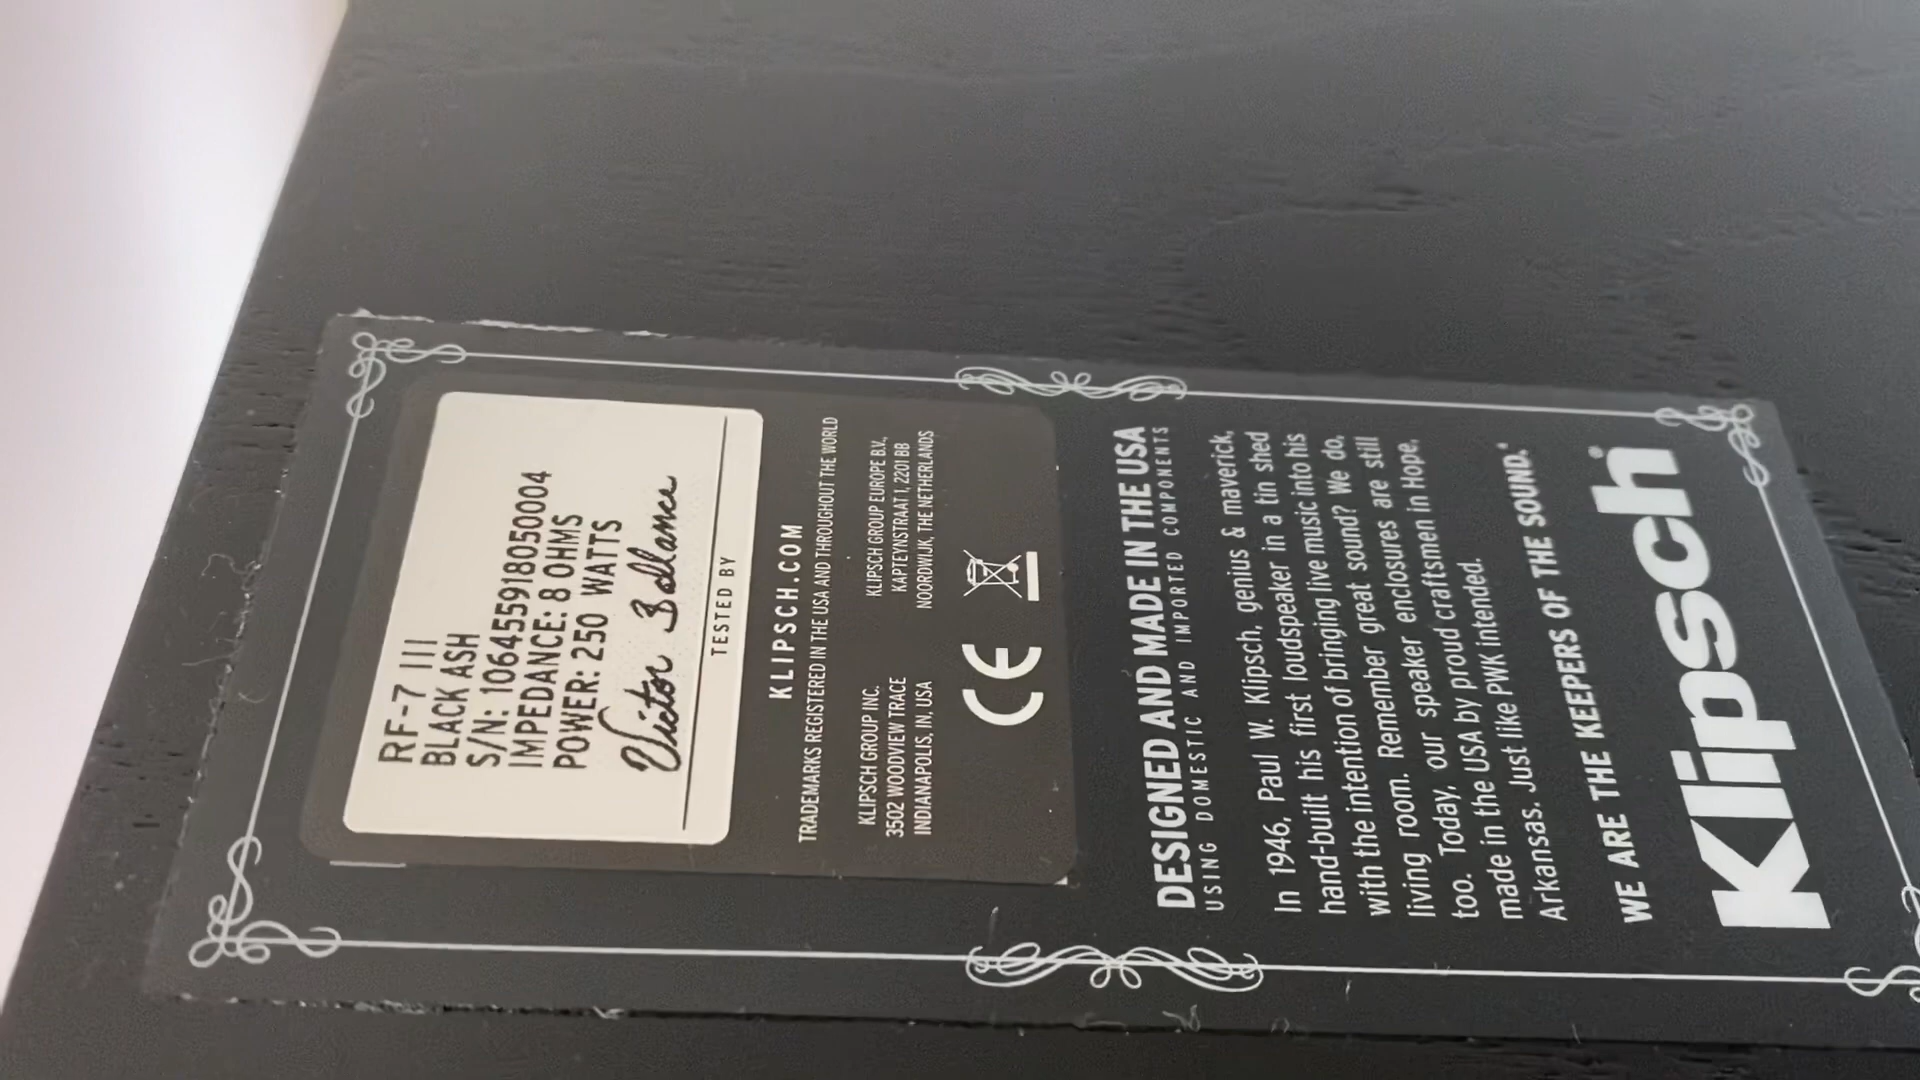 RF-7 III
BLACK ASH
S/N: 106455918050004
IMPEDANCE: 8 OHMS
POWER: 250 WATTS
Victor
TESTED BY
KLIPSCH.COM
TRADEMARKS REGISTERED IN THE USA AND THROUGHOUT THE WORLD
KLIPSCH GROUP INC.
3502 WOODVIEW TRACE
INDIANAPOLIS, IN, USA
KLIPSCH GROUP EUROPE B.V.,
KAPTEYNSTRAAT 1, 2201 BB
NOORDWIJK, THE NETHERLANDS
CE
DESIGNED AND MADE IN THE USA
USING DOMESTIC AND IMPORTED COMPONENTS
In 1946, Paul W. Klipsch, genius & maverick,
hand-built his first loudspeaker in a tin shed
with the intention of bringing live music into his
living room. Remember great sound? We do,
too. Today, our speaker enclosures are still
made in the USA by proud craftsmen in Hope,
Arkansas. Just like PWK intended.
WE ARE THE KEEPERS OF THE SOUND.®
Klipsch®